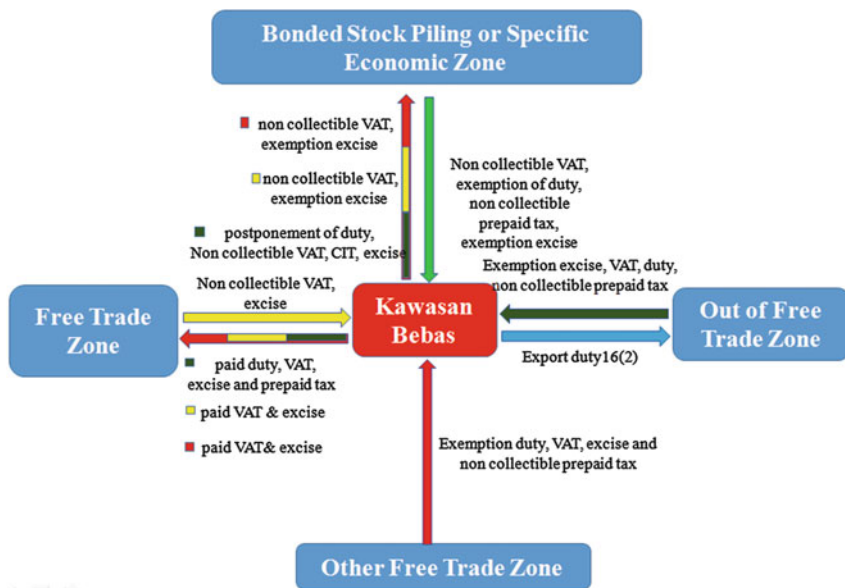 Bonded Stock Piling or Specific
Economic Zone
non collectible VAT,
exemption excise
non collectible VAT,
exemption excise
postponement of duty,
Non collectible VAT, CIT, excise
Non collectible VAT,
exemption of duty,
non collectible
prepaid tax,
exemption excise
Non collectible VAT,
excise
Exemption excise, VAT, duty,
non collectible prepaid tax
Free Trade
Zone
Kawasan
Bebas
Out of Free
Trade Zone
Export duty16(2)
paid duty, VAT,
excise and prepaid tax
paid VAT & excise
paid VAT& excise
Exemption duty, VAT, excise and
non collectible prepaid tax
Other Free Trade Zone